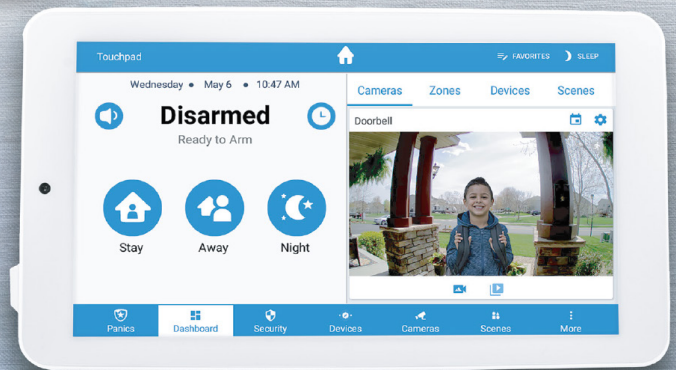 Touchpad
FAVORITES
SLEEP
Wednesday • May 6 • 10:47 AM
Disarmed
Ready to Arm
Stay
Away
Night
Cameras
Zones
Devices
Scenes
Doorbell
Panics
Dashboard
Security
Devices
Cameras
Scenes
More